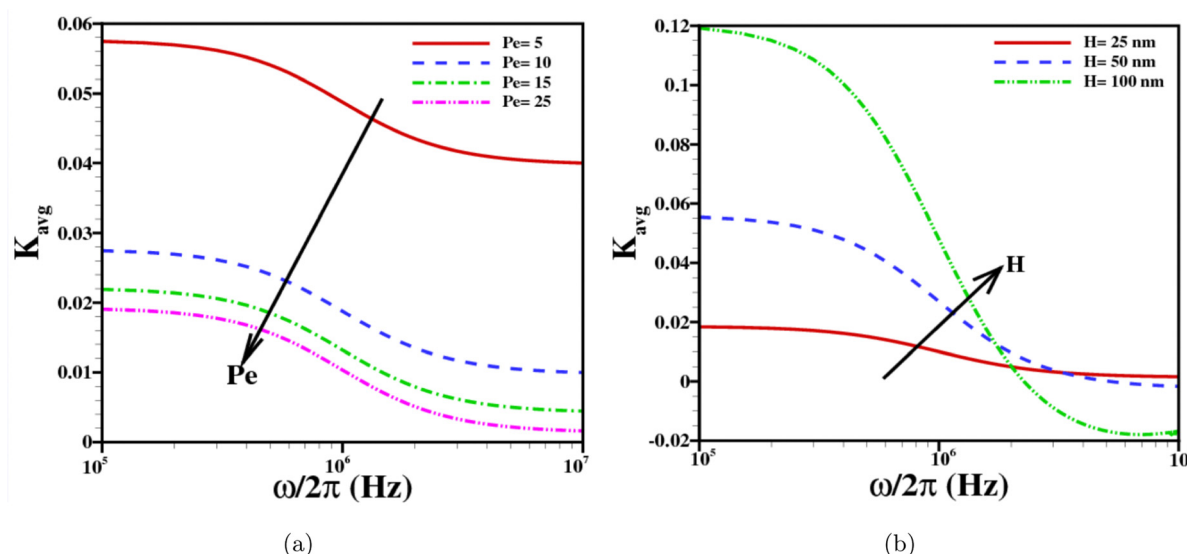 0.06
0.05
0.04
0.03
0.02
0.01
0
K_avg
Pe= 5
Pe= 10
Pe= 15
Pe= 25
Pe
10^5
10^6
10^7
ω/2π (Hz)
(a)
0.12
0.1
0.08
0.06
0.04
0.02
0
-0.02
K_avg
H= 25 nm
H= 50 nm
H= 100 nm
H
10^5
10^6
10
ω/2π (Hz)
(b)